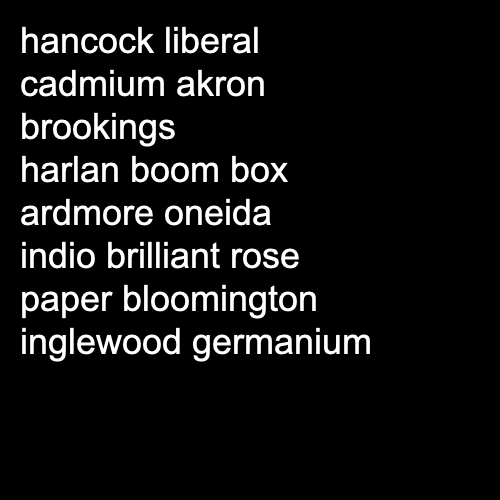 hancock liberal
cadmium akron
brookings
harlan boom box
ardmore oneida
indio brilliant rose
paper bloomington
inglewood germanium